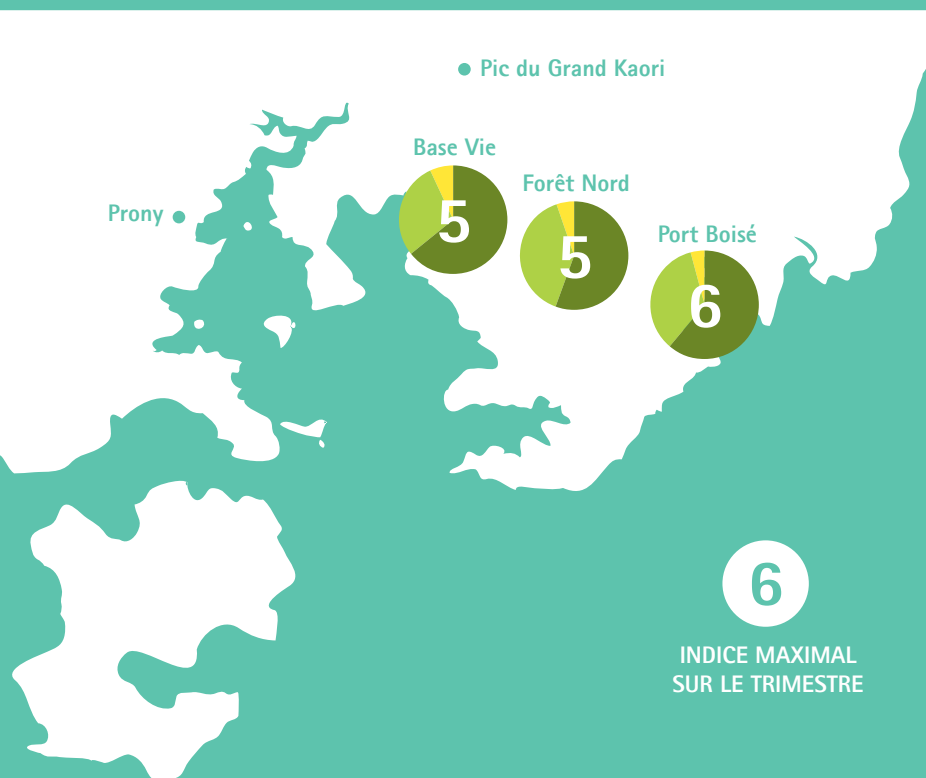 Pic du Grand Kaori
Base Vie
5
Forêt Nord
5
Prony
Port Boisé
6
6
INDICE MAXIMAL
SUR LE TRIMESTRE